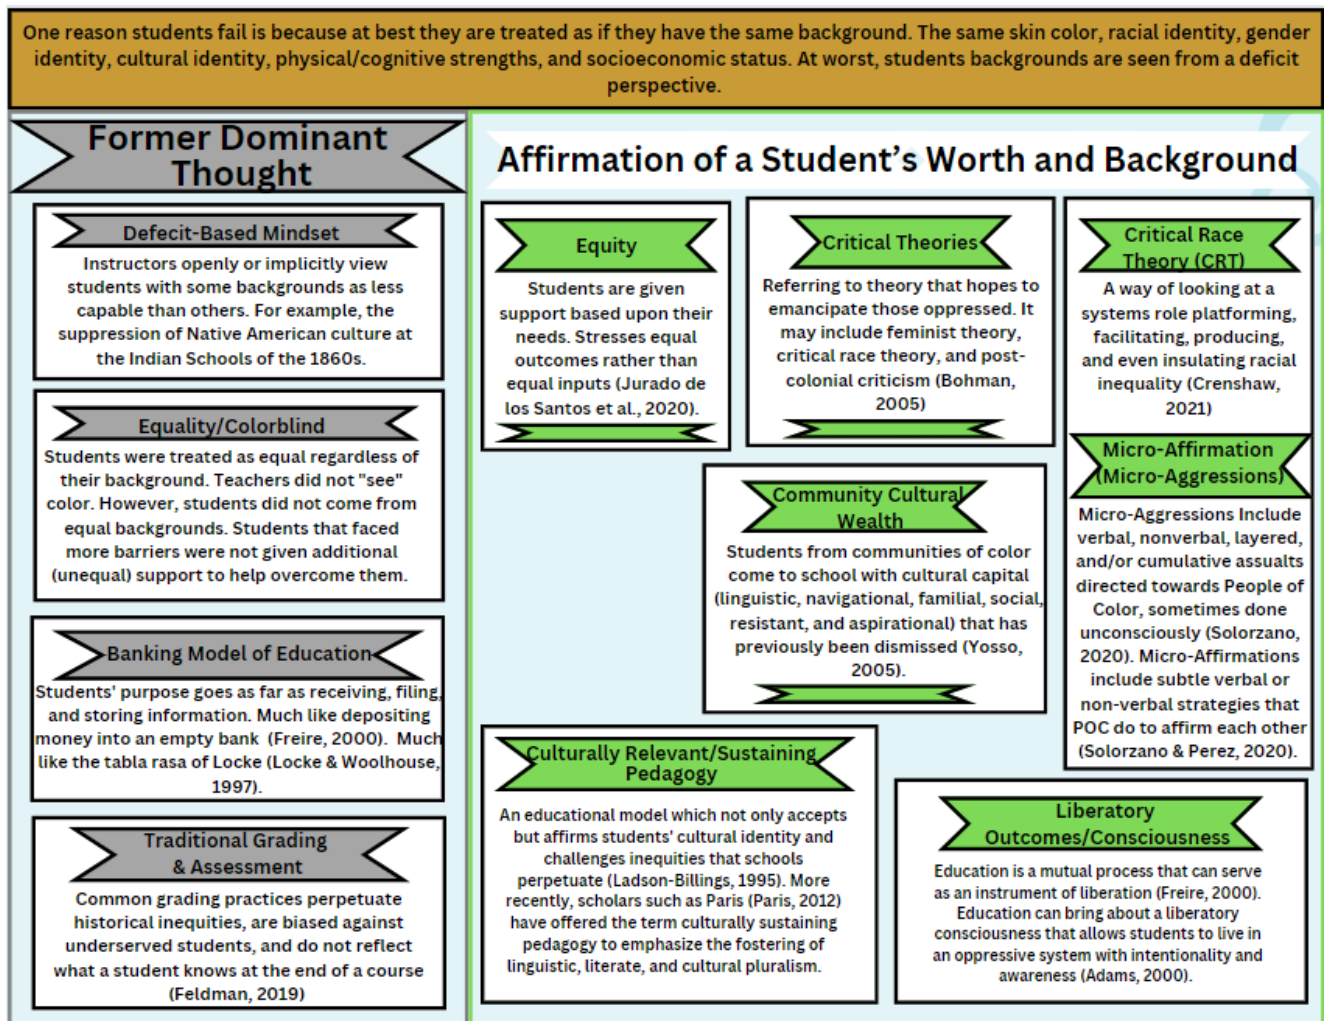 One reason students fail is because at best they are treated as if they have the same background. The same skin color, racial identity, gender
identity, cultural identity, physical/cognitive strengths, and socioeconomic status. At worst, students backgrounds are seen from a deficit
perspective.
Former Dominant
Thought
Defecit-Based Mindset
Instructors openly or implicitly view
students with some backgrounds as less
capable than others. For example, the
suppression of Native American culture at
the Indian Schools of the 1860s.
Equality/Colorblind
Students were treated as equal regardless of
their background. Teachers did not "see"
color. However, students did not come from
equal backgrounds. Students that faced
more barriers were not given additional
(unequal) support to help overcome them.
Banking Model of Education
Students' purpose goes as far as receiving, filing,
and storing information. Much like depositing
money into an empty bank (Freire, 2000). Much
like the tabla rasa of Locke (Locke & Woolhouse,
1997).
Traditional Grading
& Assessment
Common grading practices perpetuate
historical inequities, are biased against
underserved students, and do not reflect
what a student knows at the end of a course
(Feldman, 2019)
Affirmation of a Student's Worth and Background
Equity
Students are given
support based upon their
needs. Stresses equal
outcomes rather than
equal inputs (Jurado de
los Santos et al., 2020).
Critical Theories
Referring to theory that hopes to
emancipate those oppressed. It
may include feminist theory,
critical race theory, and post-
colonial criticism (Bohman,
2005)
Critical Race
Theory (CRT)
A way of looking at a
systems role platforming,
facilitating, producing,
and even insulating racial
inequality (Crenshaw,
2021)
Micro-Affirmation
(Micro-Aggressions)
Micro-Aggressions Include
verbal, nonverbal, layered,
and/or cumulative assualts
directed towards People of
Color, sometimes done
unconsciously (Solorzano,
2020). Micro-Affirmations
include subtle verbal or
non-verbal strategies that
POC do to affirm each other
(Solorzano & Perez, 2020).
Community Cultural
Wealth
Students from communities of color
come to school with cultural capital
(linguistic, navigational, familial, social,
resistant, and aspirational) that has
previously been dismissed (Yosso,
2005).
Culturally Relevant/Sustaining
Pedagogy
An educational model which not only accepts
but affirms students' cultural identity and
challenges inequities that schools
perpetuate (Ladson-Billings, 1995). More
recently, scholars such as Paris (Paris, 2012)
have offered the term culturally sustaining
pedagogy to emphasize the fostering of
linguistic, literate, and cultural pluralism.
Liberatory
Outcomes/Consciousness
Education is a mutual process that can serve
as an instrument of liberation (Freire, 2000).
Education can bring about a liberatory
consciousness that allows students to live in
an oppressive system with intentionality and
awareness (Adams, 2000).